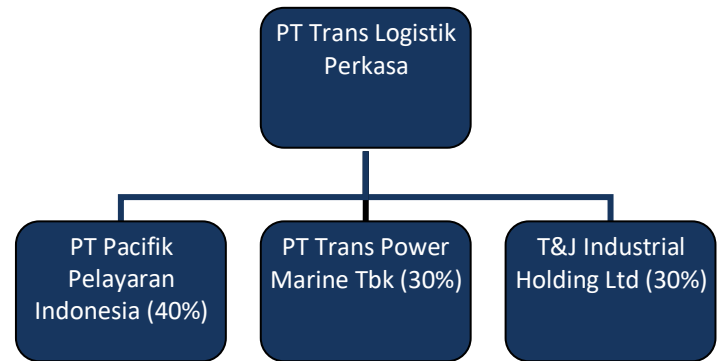 PT Trans Logistik
Perkasa
PT Pacifik
Pelayaran
Indonesia (40%)
PT Trans Power
Marine Tbk (30%)
T&J Industrial
Holding Ltd (30%)